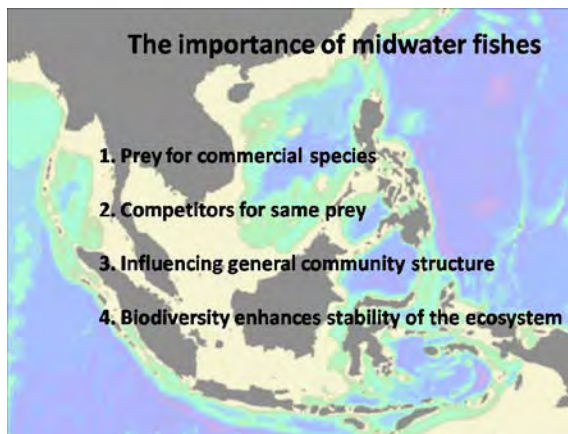 The importance of midwater fishes
1. Prey for commercial species
2. Competitors for same prey
3. Influencing general community structure
4. Biodiversity enhances stability of the ecosystem